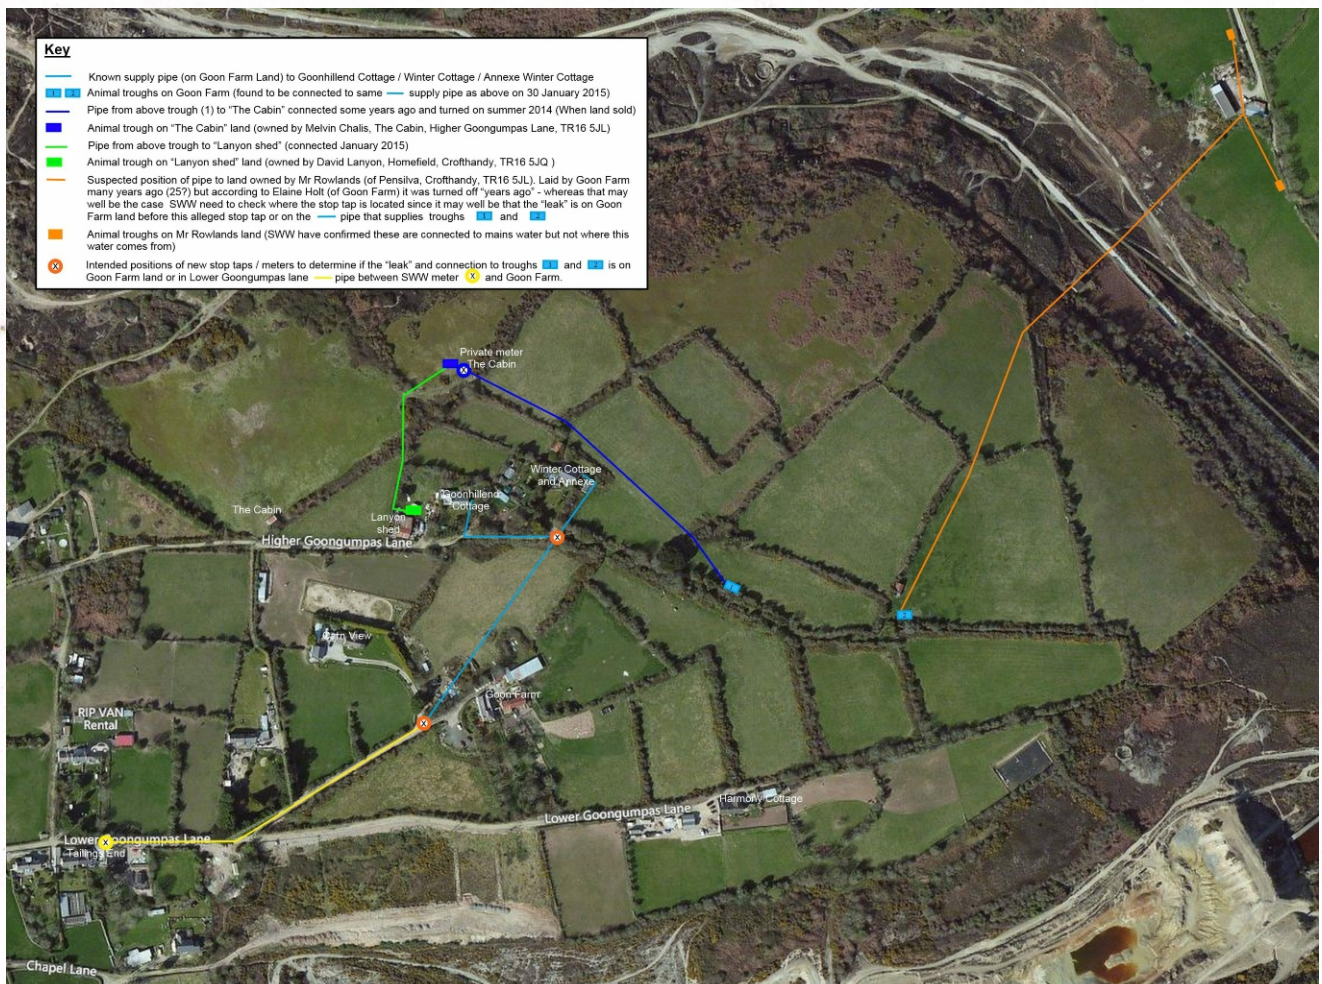 Key
Known supply pipe (on Goon Farm Land) to Goonhillend Cottage / Winter Cottage / Annexe Winter Cottage
1 2 Animal troughs on Goon Farm (found to be connected to same supply pipe as above on 30 January 2015)
Pipe from above trough (1) to "The Cabin" connected some years ago and turned on summer 2014 (When land sold)
Animal trough on "The Cabin" land (owned by Melvin Chalis, The Cabin, Higher Goongumpas Lane, TR16 5JL)
Pipe from above trough to "Lanyon shed" (connected January 2015)
Animal trough on "Lanyon shed" land (owned by David Lanyon, Homefield, Crofthandy, TR16 5JQ )
Suspected position of pipe to land owned by Mr Rowlands (of Pensilva, Crofthandy, TR16 5JL). Laid by Goon Farm
many years ago (25?) but according to Elaine Holt (of Goon Farm) it was turned off "years ago" - whereas that may
well be the case SWW need to check where the stop tap is located since it may well be that the "leak" is on Goon
Farm land before this alleged stop tap or on the pipe that supplies troughs 1 and 2
Animal troughs on Mr Rowlands land (SWW have confirmed these are connected to mains water but not where this
water comes from)
X Intended positions of new stop taps / meters to determine if the "leak" and connection to troughs 1 and 2 is on
Goon Farm land or in Lower Goongumpas lane pipe between SWW meter X and Goon Farm.
Private meter
X The Cabin
Winter Cottage
and Annexe
Goonhillend
Cottage
The Cabin
Lanyon
shed
Higher Goongumpas Lane
X
1
2
Carn View
Goon Farm
RIP VAN
Rental
X
Harmony Cottage
Lower Goongumpas Lane
Lower Goongumpas Lane
X
Tailings End
Chapel Lane